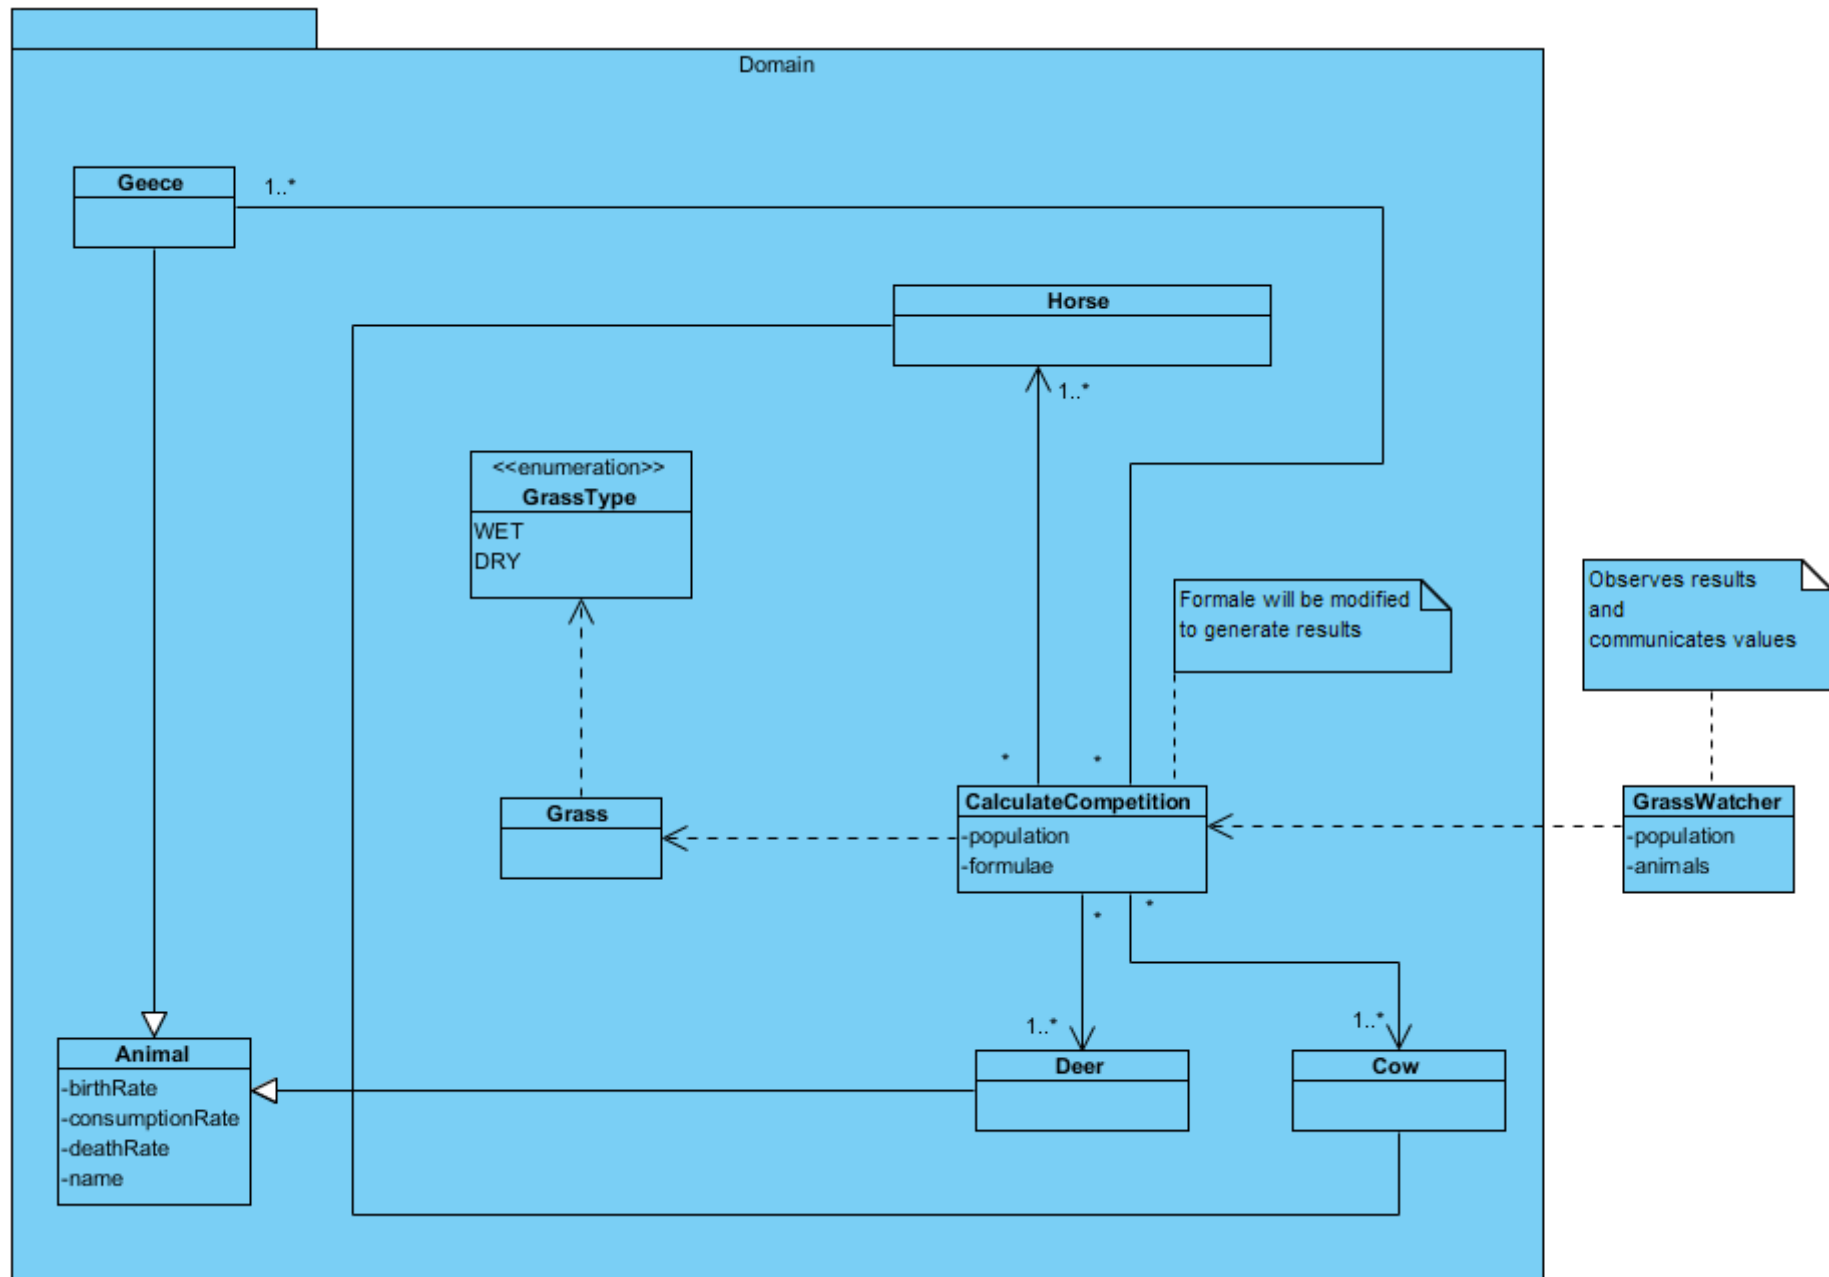 Domain
Geece
1..*
Horse
1..*
<<enumeration>>
GrassType
WET
DRY
Formale will be modified
to generate results
Observes results
and
communicates values
*
*
Grass
CalculateCompetition
-population
-formulae
GrassWatcher
-population
-animals
*
*
1..*
1..*
Animal
-birthRate
-consumptionRate
-deathRate
-name
Deer
Cow